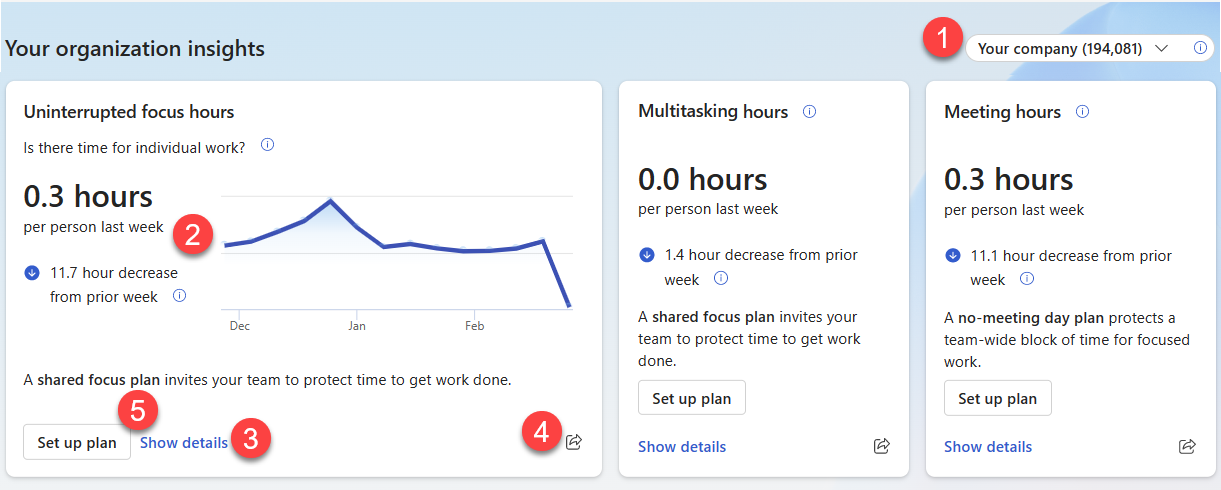 Your organization insights
1
Your company (194,081)
Uninterrupted focus hours
Is there time for individual work?
0.3 hours
per person last week
2
11.7 hour decrease
from prior week
Dec
Jan
Feb
A shared focus plan invites your team to protect time to get work done.
5
Set up plan
Show details
3
4
Multitasking hours
0.0 hours
per person last week
1.4 hour decrease from prior
week
A shared focus plan invites your
team to protect time to get work
done.
Set up plan
Show details
Meeting hours
0.3 hours
per person last week
11.1 hour decrease from prior
week
A no-meeting day plan protects a
team-wide block of time for focused
work.
Set up plan
Show details